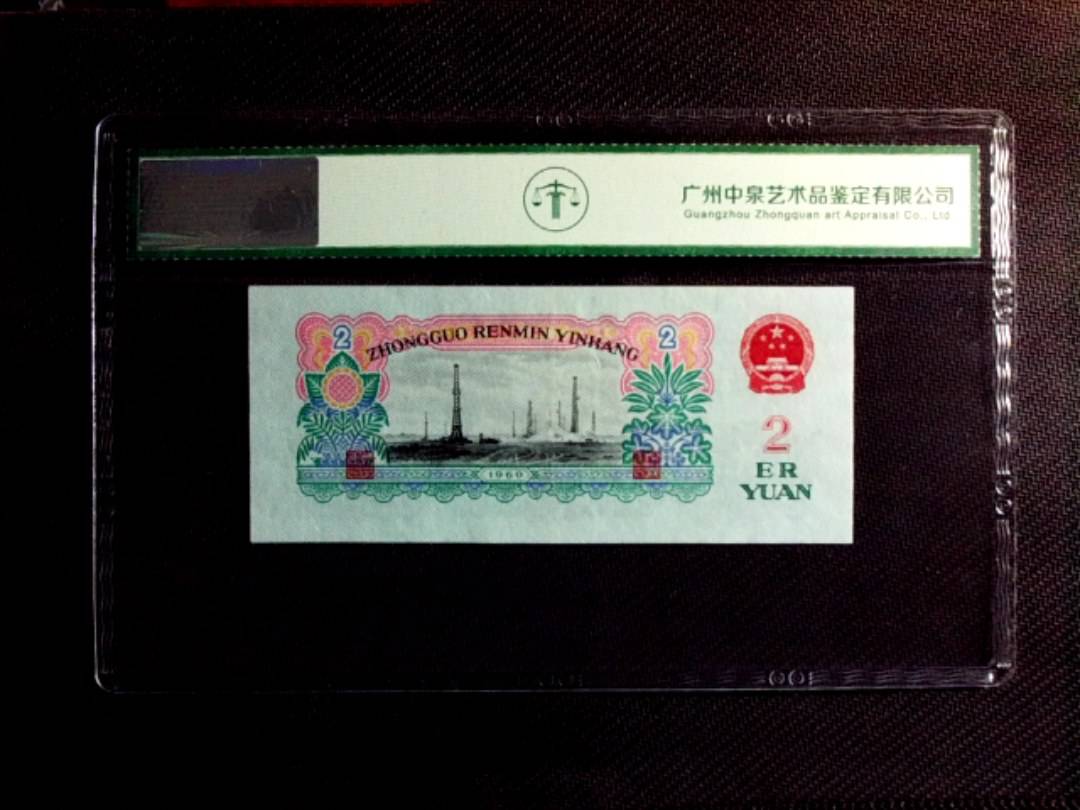 广州中泉艺术品鉴定有限公司
Guangzhou Zhongquan art Appraisal Co., Ltd
2
ZHONGGUO RENMIN YINHANG
2
1960
2
ER
YUAN